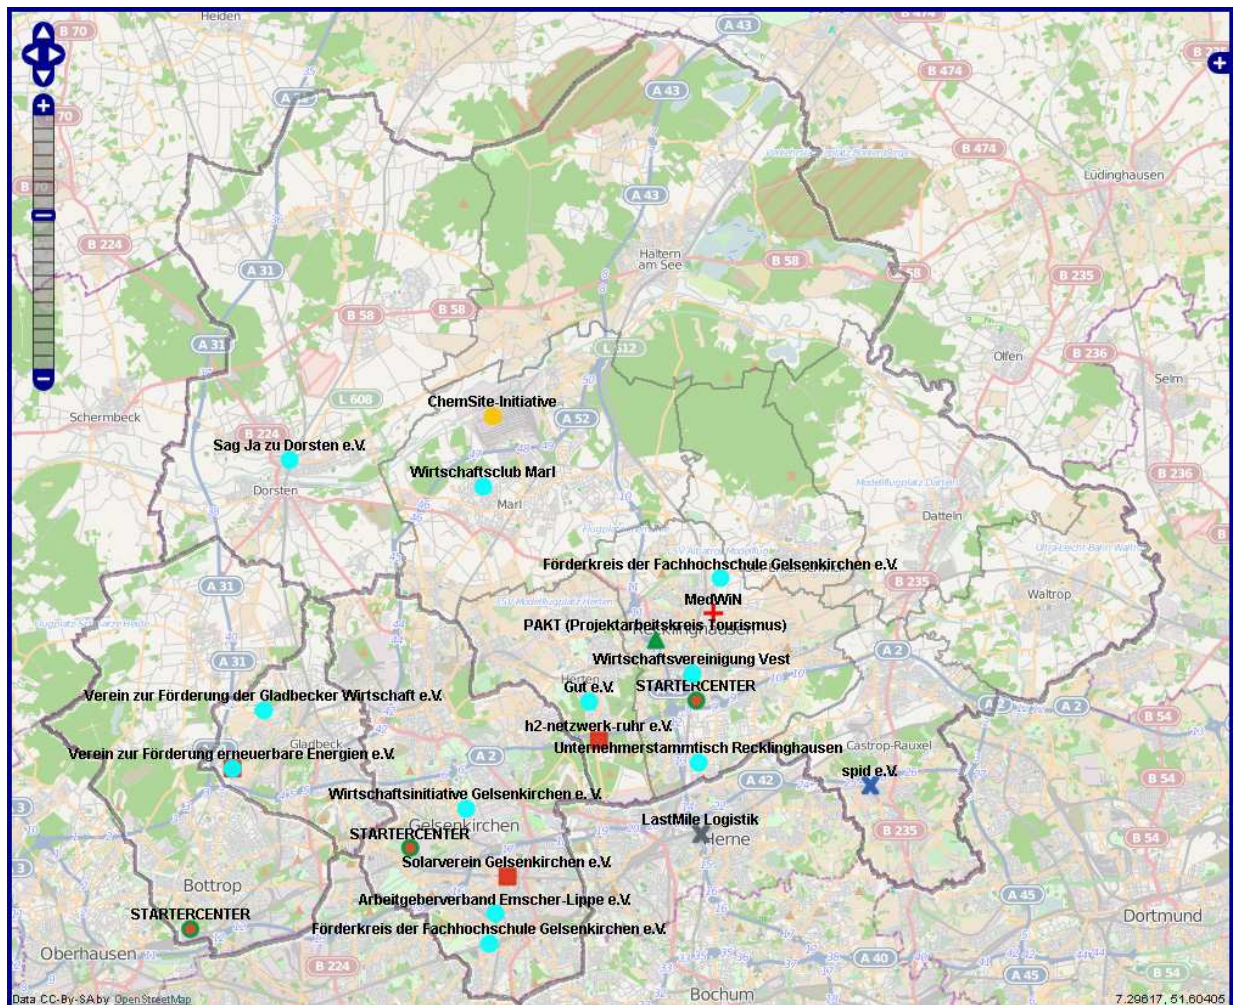 B 70
Heiden
A 43
B 474
A 43
B 474
B 70
A 43
B 224
A 31
Haltern
am See
B 58
B 58
B 58
Lüdinghausen
B 235
A 31
L 608
Schermbeck
ChemSite-Initiative
A 52
Olfen
B 236
Selm
B 224
Sag Ja zu Dorsten e.V.
Dorsten
Wirtschaftsclub Marl
Marl
B 236
Datteln
Förderkreis der Fachhochschule Gelsenkirchen e.V.
B 235
A 31
MedWiN
Waltrop
PAKT (Projektarbeitskreis Tourismus)
Recklinghausen
A 2
A 31
Herten
Wirtschaftsvereinigung Vest
Verein zur Förderung der Gladbecker Wirtschaft e.V.
Gut e.V.
STARTERCENTER
A 2
B 54
Gladbeck
h2-netzwerk-ruhr e.V.
Verein zur Förderung erneuerbare Energien e.V.
A 2
Unternehmerstammtisch Recklinghausen
Castrop-Rauxel
spid e.V.
A 42
B 54
Wirtschaftsinitiative Gelsenkirchen e. V.
Gelsenkirchen
STARTERCENTER
LastMile Logistik
Herne
B 235
B 54
Solarverein Gelsenkirchen e.V.
Bottrop
STARTERCENTER
Arbeitgeberverband Emscher-Lippe e.V.
A 45
Dortmund
Förderkreis der Fachhochschule Gelsenkirchen e.V.
Oberhausen
B 224
A 40
A 45
Bochum
Data CC-By-SA by OpenStreetMap
7.29617, 51.60405